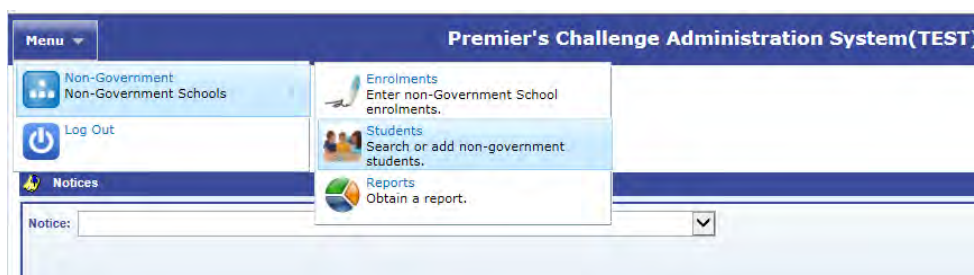 Menu
Premier's Challenge Administration System(TEST)
Non-Government
Non-Government Schools
Log Out
Enrolments
Enter non-Government School
enrolments.
Students
Search or add non-government
students.
Reports
Obtain a report.
Notices
Notice: